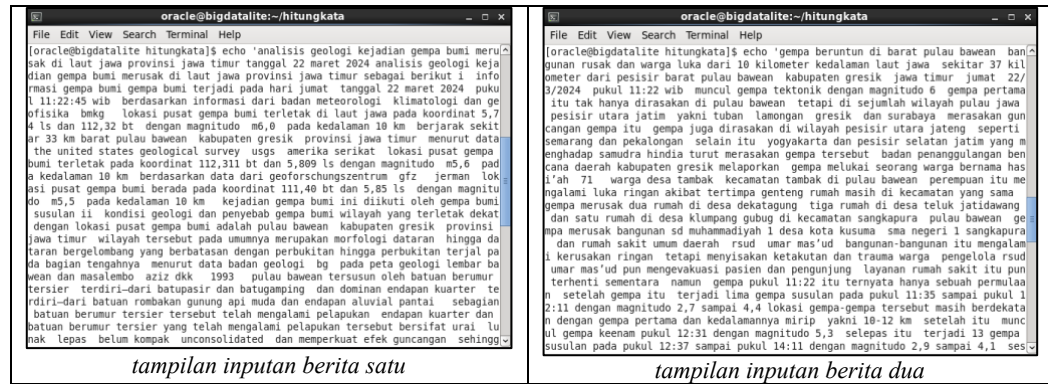 oracle@bigdatalite:~/hitungkata
File Edit View Search Terminal Help
[oracle@bigdatalite hitungkata]$ echo 'analisis geologi kejadian gempa bumi meru
sak di laut jawa provinsi jawa timur tanggal 22 maret 2024 analisis geologi keja
dian gempa bumi merusak di laut jawa provinsi jawa timur sebagai berikut i  info
rmasi gempa bumi gempa bumi terjadi pada hari jumat  tanggal 22 maret 2024  puku
l 11:22:45 wib  berdasarkan informasi dari badan meteorologi  klimatologi dan ge
ofisika  bmkg   lokasi pusat gempa bumi terletak di laut jawa pada koordinat 5,7
4 ls dan 112,32 bt  dengan magnitudo  m6,0  pada kedalaman 10 km  berjarak sekit
ar 33 km barat pulau bawean  kabupaten gresik  provinsi jawa timur  menurut data
 the united states geological survey  usgs  amerika serikat  lokasi pusat gempa
bumi terletak pada koordinat 112,311 bt dan 5,809 ls dengan magnitudo  m5,6  pad
a kedalaman 10 km  berdasarkan data dari geoforschungszentrum  gfz   jerman  lok
asi pusat gempa bumi berada pada koordinat 111,40 bt dan 5,85 ls  dengan magnitu
do  m5,5  pada kedalaman 10 km   kejadian gempa bumi ini diikuti oleh gempa bumi
 susulan ii  kondisi geologi dan penyebab gempa bumi wilayah yang terletak dekat
 dengan lokasi pusat gempa bumi adalah pulau bawean  kabupaten gresik  provinsi
jawa timur  wilayah tersebut pada umumnya merupakan morfologi dataran  hingga da
taran bergelombang yang berbatasan dengan perbukitan hingga perbukitan terjal pa
da bagian tengahnya  menurut data badan geologi  bg  pada peta geologi lembar ba
wean dan masalembo  aziz dkk  1993  pulau bawean tersusun oleh batuan berumur
tersier  terdiri–dari batupasir dan batugamping  dan dominan endapan kuarter  te
rdiri–dari batuan rombakan gunung api muda dan endapan aluvial pantai   sebagian
 batuan berumur tersier tersebut telah mengalami pelapukan  endapan kuarter dan
batuan berumur tersier yang telah mengalami pelapukan tersebut bersifat urai  lu
nak  lepas  belum kompak  unconsolidated  dan memperkuat efek guncangan  sehingg
tampilan inputan berita satu
oracle@bigdatalite:~/hitungkata
File Edit View Search Terminal Help
[oracle@bigdatalite hitungkata]$ echo 'gempa beruntun di barat pulau bawean  ban
gunan rusak dan warga luka dari 10 kilometer kedalaman laut jawa  sekitar 37 kil
ometer dari pesisir barat pulau bawean  kabupaten gresik  jawa timur  jumat  22/
3/2024  pukul 11:22 wib  muncul gempa tektonik dengan magnitudo 6  gempa pertama
 itu tak hanya dirasakan di pulau bawean  tetapi di sejumlah wilayah pulau jawa
 pesisir utara jatim  yakni tuban  lamongan  gresik  dan surabaya  merasakan gun
cangan gempa itu  gempa juga dirasakan di wilayah pesisir utara jateng  seperti
semarang dan pekalongan  selain itu  yogyakarta dan pesisir selatan jatim yang m
enghadap samudra hindia turut merasakan gempa tersebut  badan penanggulangan ben
cana daerah kabupaten gresik melaporkan  gempa melukai seorang warga bernama has
i'ah  71  warga desa tambak  kecamatan tambak di pulau bawean  perempuan itu me
ngalami luka ringan akibat tertimpa genteng rumah masih di kecamatan yang sama
gempa merusak dua rumah di desa dekatagung  tiga rumah di desa teluk jatidawang
 dan satu rumah di desa klumpang gubug di kecamatan sangkapura  pulau bawean  ge
mpa merusak bangunan sd muhammadiyah 1 desa kota kusuma  sma negeri 1 sangkapura
  dan rumah sakit umum daerah  rsud  umar mas'ud  bangunan-bangunan itu mengalam
i kerusakan ringan  tetapi menyisakan ketakutan dan trauma warga  pengelola rsud
 umar mas'ud pun mengevakuasi pasien dan pengunjung  layanan rumah sakit itu pun
 terhenti sementara  namun  gempa pukul 11:22 itu ternyata hanya sebuah permulaa
n  setelah gempa itu  terjadi lima gempa susulan pada pukul 11:35 sampai pukul 1
2:11 dengan magnitudo 2,7 sampai 4,4 lokasi gempa-gempa tersebut masih berdekata
n dengan gempa pertama dan kedalamannya mirip  yakni 10-12 km  setelah itu  munc
ul gempa keenam pukul 12:31 dengan magnitudo 5,3  selepas itu  terjadi 13 gempa
susulan pada pukul 12:37 sampai pukul 14:11 dengan magnitudo 2,9 sampai 4,1  ses
tampilan inputan berita dua